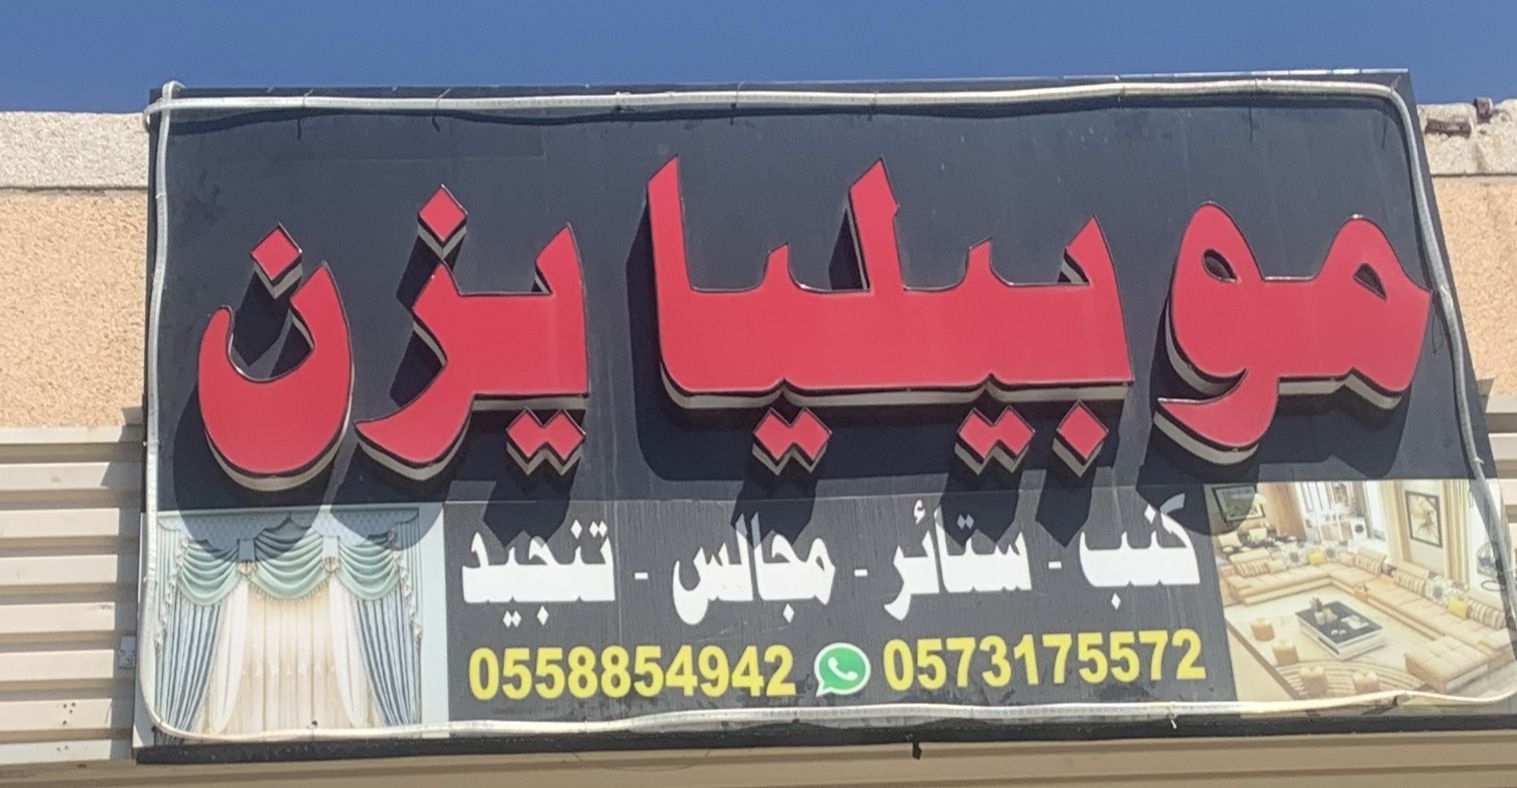 موبيليا يزن
كنب - ستائر - مجالس - تنجيد
0558854942 0573175572